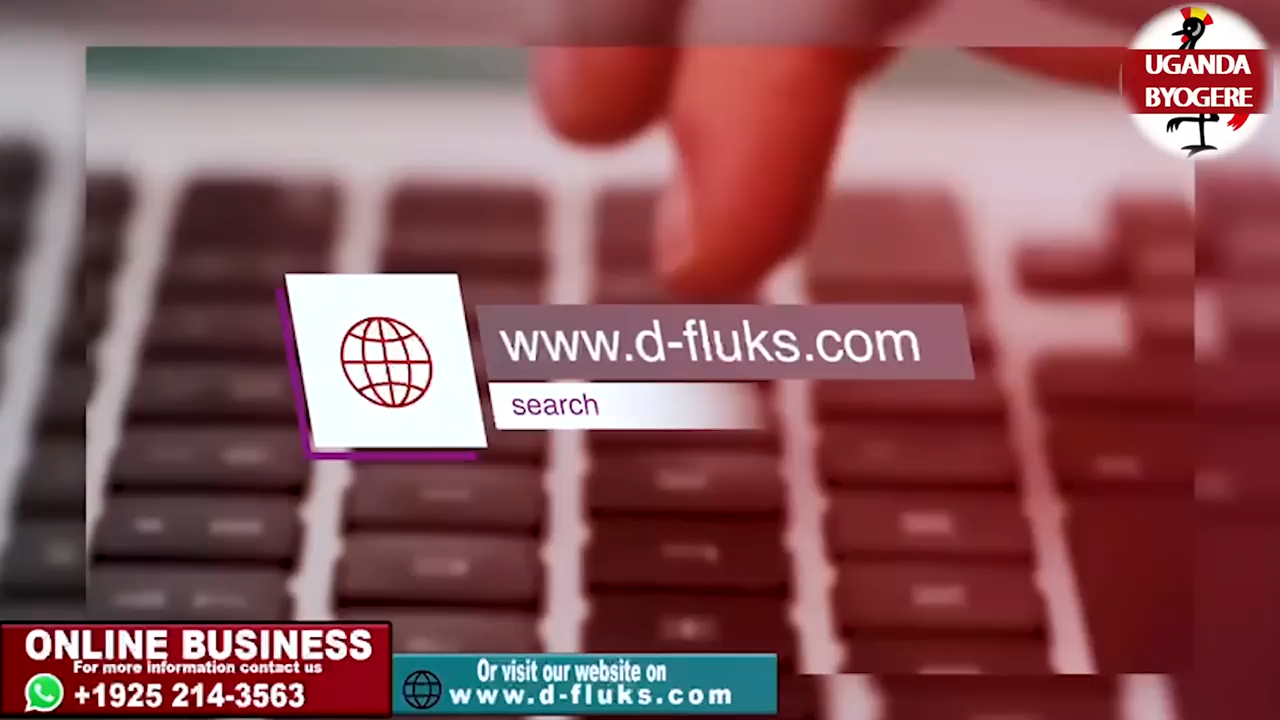 UGANDA
BYOGERE
www.d-fluks.com
search
ONLINE BUSINESS
For more information contact us
+1925 214-3563
Or visit our website on
www.d-fluks.com